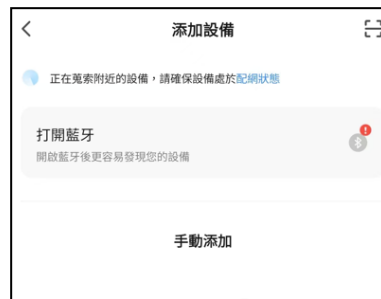 添加設備
正在蒐索附近的設備，請確保設備處於配網狀態
打開藍牙
開啟藍牙後更容易發現您的設備
手動添加